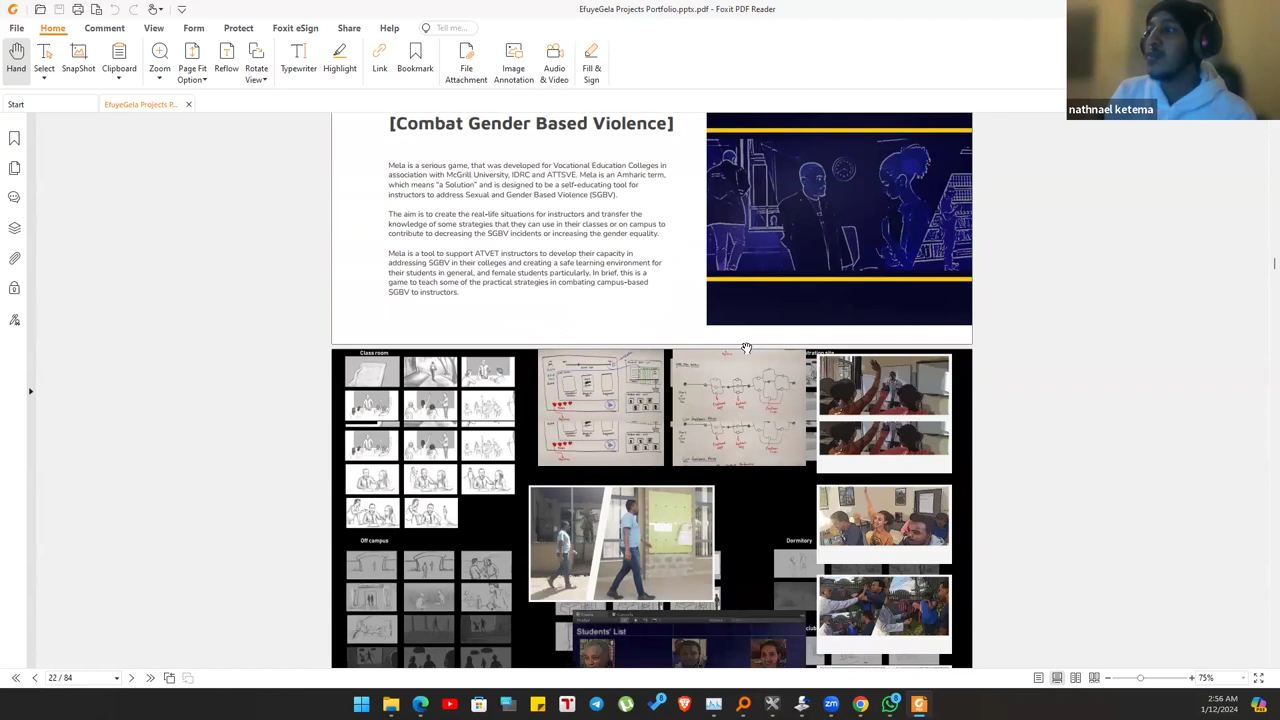 EfuyeGela Projects Portfolio.pptx.pdf - Foxit PDF Reader
File Home Comment View Form Protect Foxit eSign Share Help Tell me...
Hand Select SnapShot Clipboard Zoom Page Fit Option Reflow Rotate View Typewriter Highlight Link Bookmark File Attachment Image Annotation Audio & Video Fill & Sign
nathnael ketema
Start EfuyeGela Projects P...
[Combat Gender Based Violence]
Mela is a serious game, that was developed for Vocational Education Colleges in
association with McGrill University, IDRC and ATTSVE. Mela is an Amharic term,
which means "a Solution" and is designed to be a self-educating tool for
instructors to address Sexual and Gender Based Violence (SGBV).
The aim is to create the real-life situations for instructors and transfer the
knowledge of some strategies that they can use in their classes or on campus to
contribute to decreasing the SGBV incidents or increasing the gender equality.
Mela is a tool to support ATVET instructors to develop their capacity in
addressing SGBV in their colleges and creating a safe learning environment for
their students in general, and female students particularly. In brief, this is a
game to teach some of the practical strategies in combating campus-based
SGBV to instructors.
Class room
Off campus
Dormitory
Students' List
22 / 84
75%
2:56 AM
1/12/2024